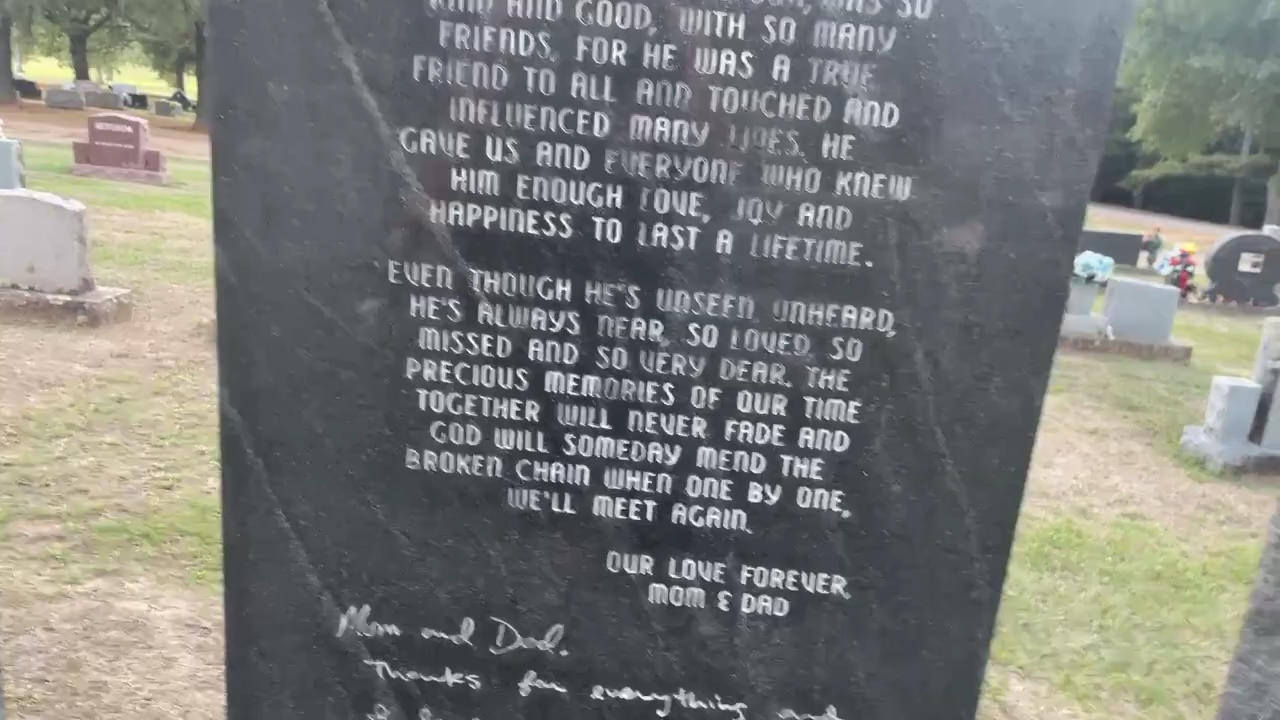 WAS SO
KIND AND GOOD, WITH SO MANY
FRIENDS, FOR HE WAS A TRUE
FRIEND TO ALL AND TOUCHED AND
INFLUENCED MANY LIVES. HE
GAVE US AND EVERYONE WHO KNEW
HIM ENOUGH LOVE, JOY AND
HAPPINESS TO LAST A LIFETIME.
EVEN THOUGH HE'S UNSEEN, UNHEARD,
HE'S ALWAYS NEAR, SO LOVED, SO
MISSED AND SO VERY DEAR. THE
PRECIOUS MEMORIES OF OUR TIME
TOGETHER WILL NEVER FADE AND
GOD WILL SOMEDAY MEND THE
BROKEN CHAIN WHEN ONE BY ONE,
WE'LL MEET AGAIN.
OUR LOVE FOREVER,
MOM & DAD
Mom and Dad.
Thanks for everything and
I